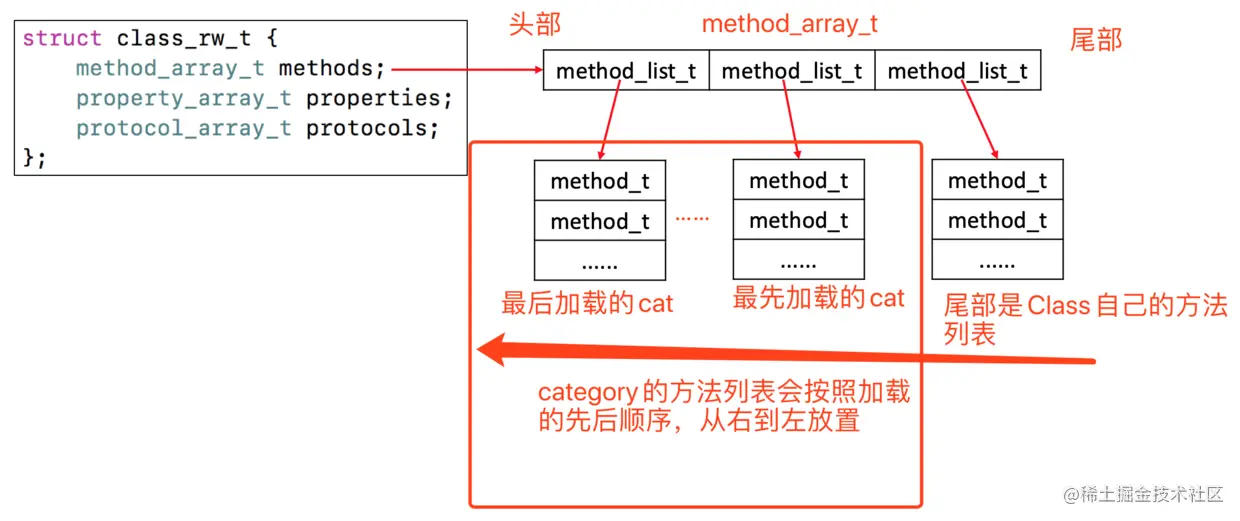 struct class_rw_t {
method_array_t methods;
property_array_t properties;
protocol_array_t protocols;
};
头部
method_array_t
尾部
method_list_t
method_list_t
method_list_t
method_t
method_t
......
......
method_t
method_t
......
method_t
method_t
......
最后加载的cat
最先加载的cat
尾部是Class自己的方法
列表
category的方法列表会按照加载
的先后顺序，从右到左放置
@稀土掘金技术社区